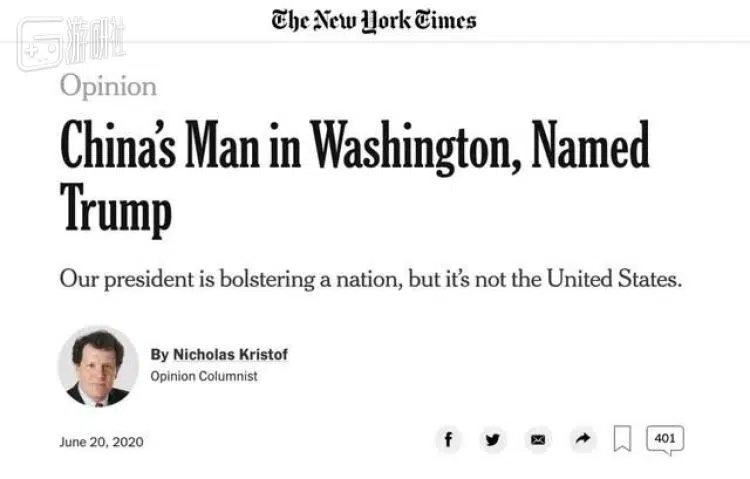 The New York Times
游研社
Opinion
China's Man in Washington, Named
Trump
Our president is bolstering a nation, but it's not the United States.
By Nicholas Kristof
Opinion Columnist
June 20, 2020
401